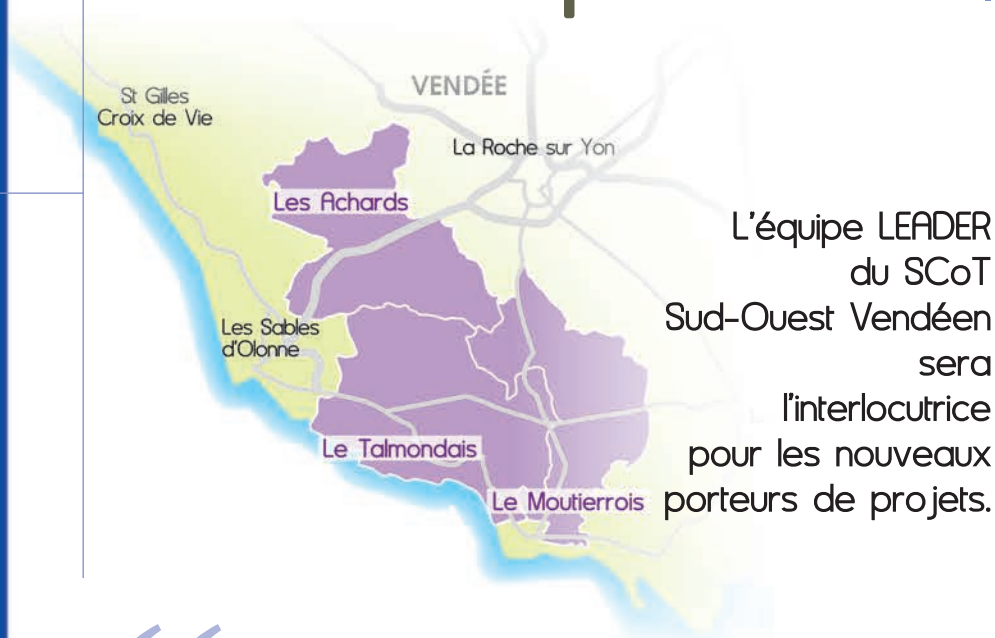 VENDÉE
St Gilles
Croix de Vie
La Roche sur Yon
Les Achards
Les Sables
d'Olonne
Le Talmondais
Le Moutierrois
L'équipe LEADER
du SCoT
Sud-Ouest Vendéen
sera
l'interlocutrice
pour les nouveaux
porteurs de projets.